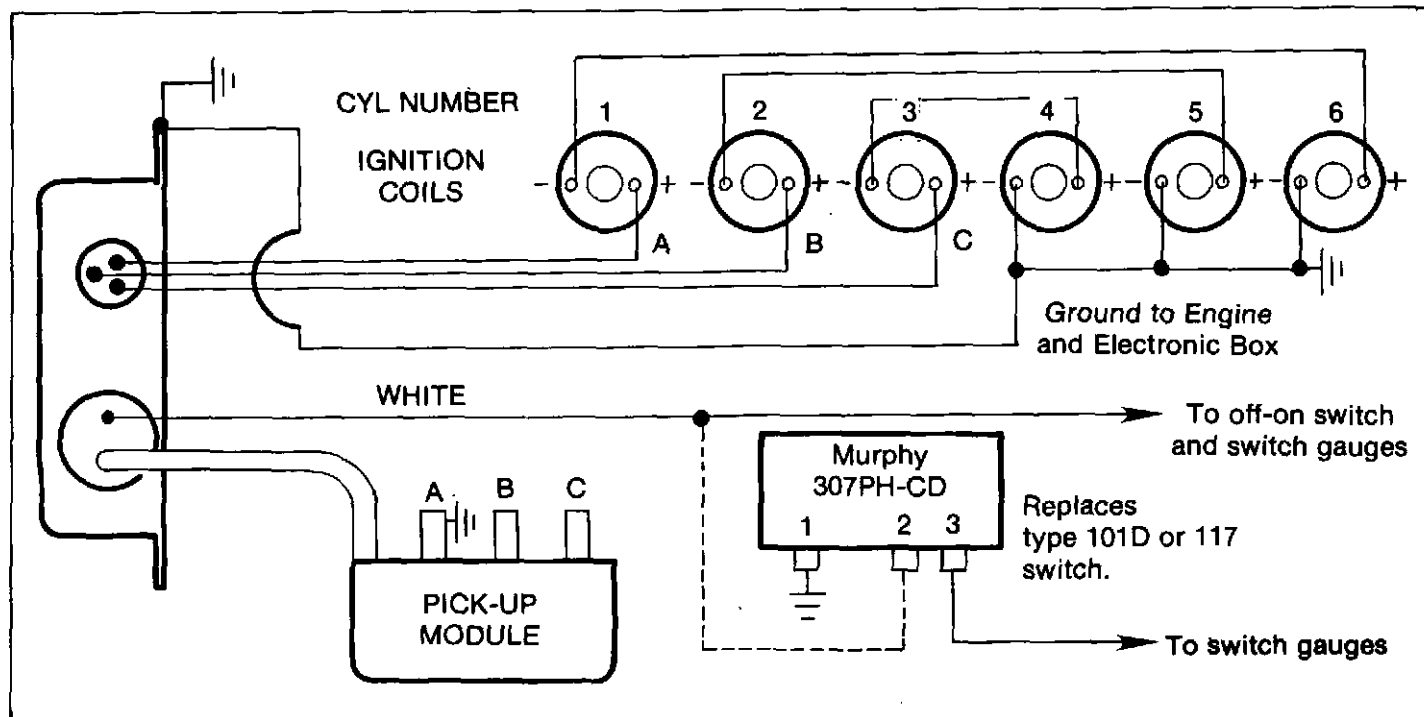 CYL NUMBER
1 2 3 4 5 6
IGNITION
COILS
- + - + - + - + - + - +
A B C
Ground to Engine
and Electronic Box
WHITE
To off-on switch
and switch gauges
Murphy
307PH-CD
1 2 3
Replaces
type 101D or 117
switch.
A B C
PICK-UP
MODULE
To switch gauges